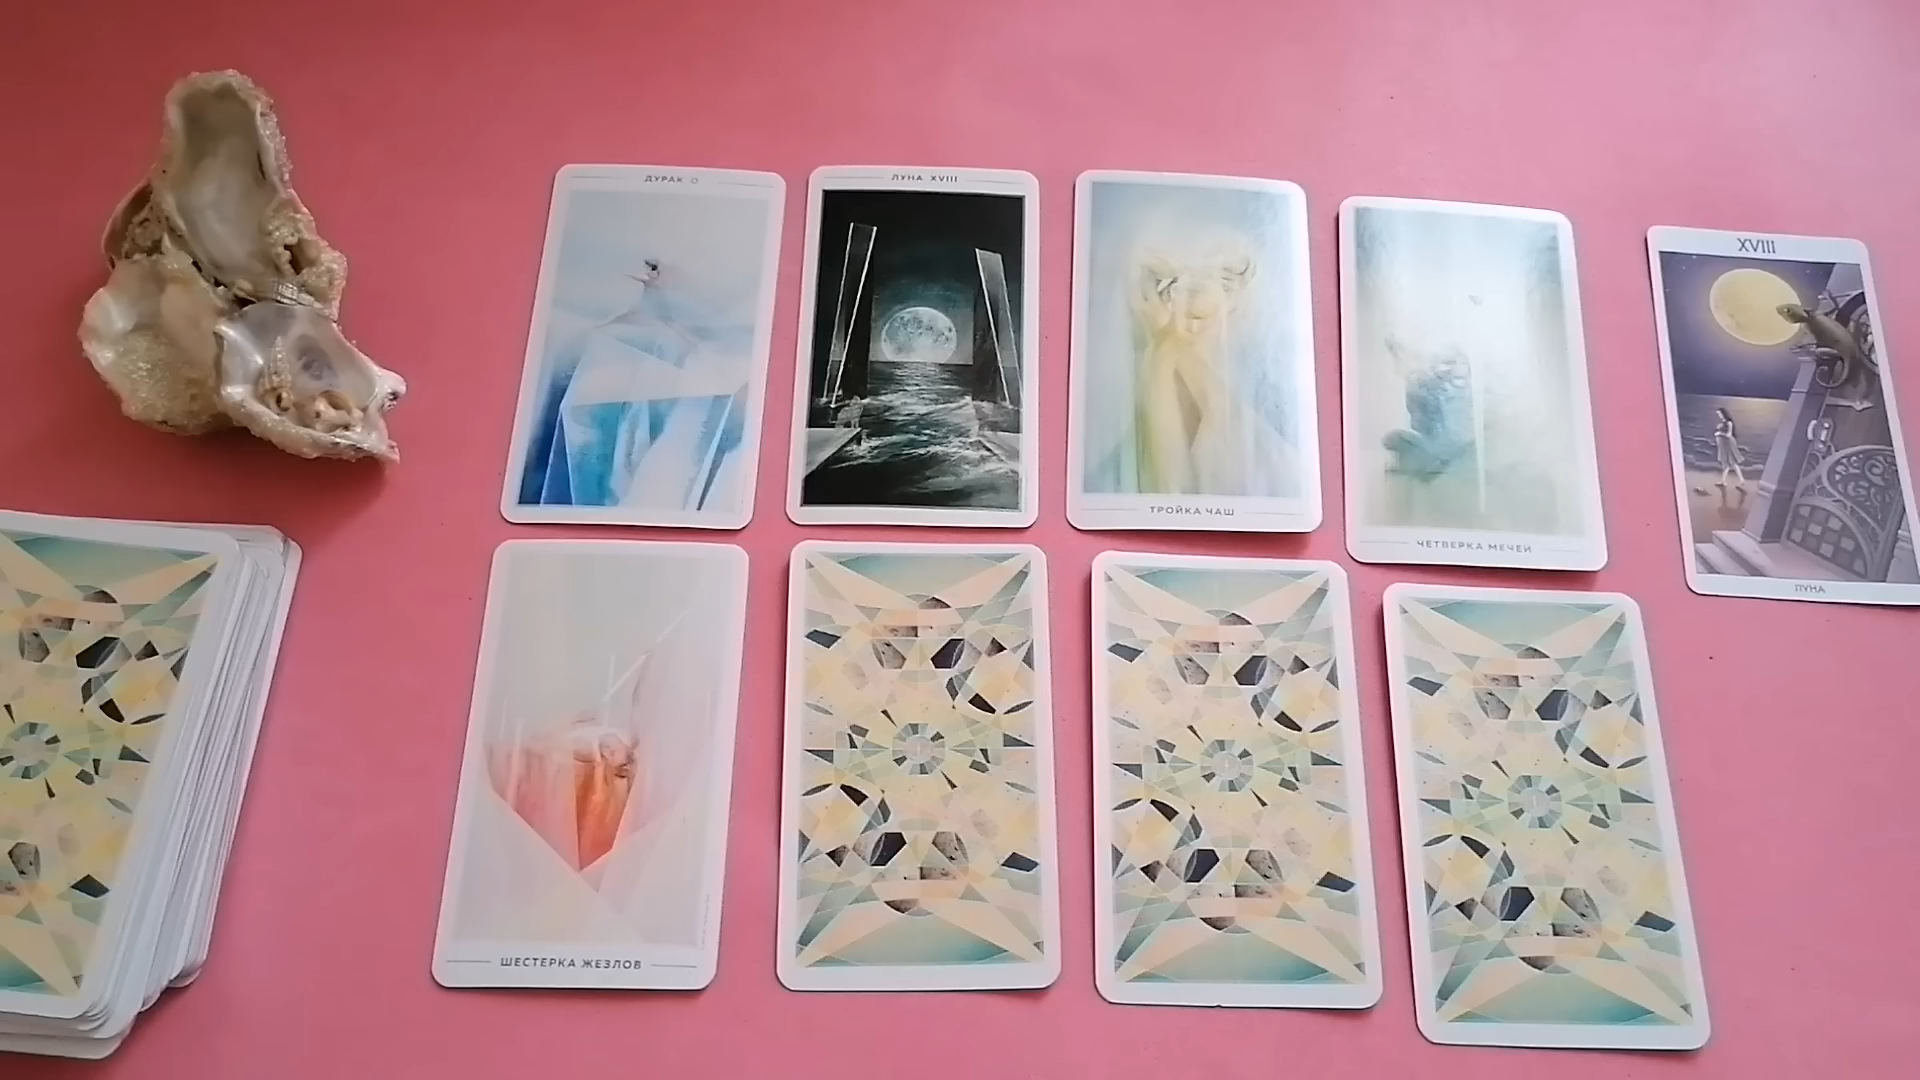 ДУРАК 0
ЛУНА XVIII
ТРОЙКА ЧАШ
ЧЕТВЕРКА МЕЧЕЙ
XVIII
ЛУНА
ШЕСТЕРКА ЖЕЗЛОВ